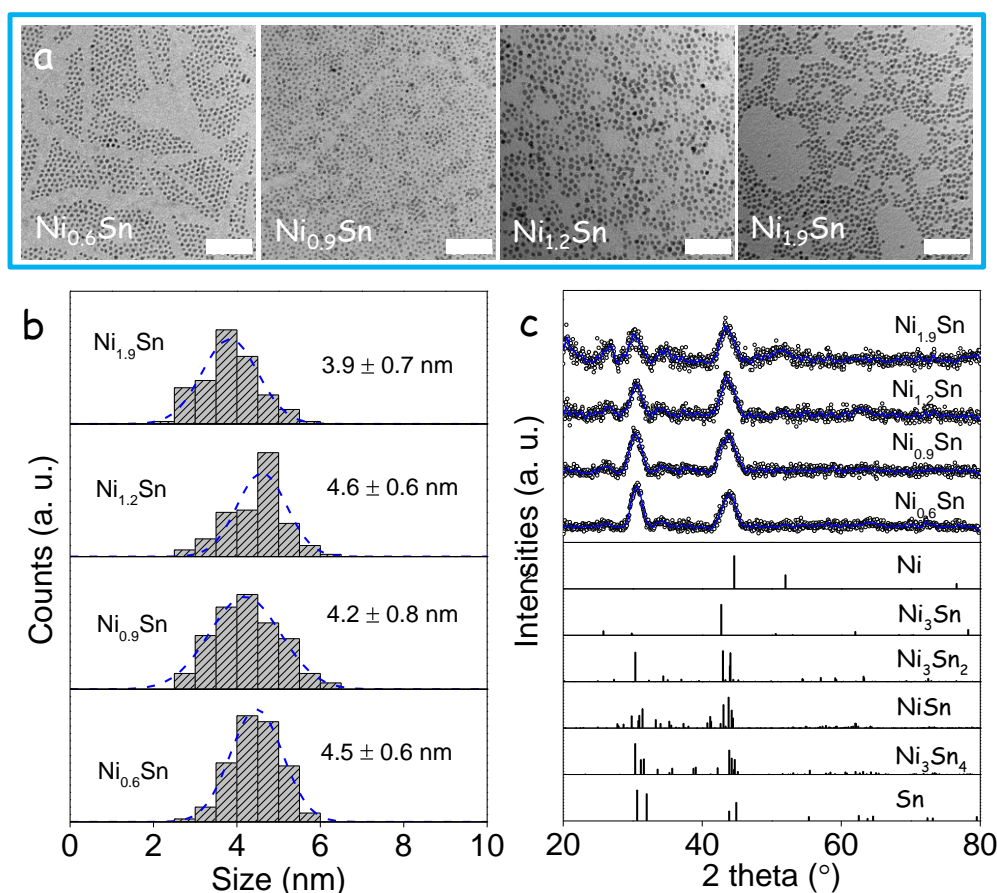 a
Ni0.6Sn
Ni0.9Sn
Ni1.2Sn
Ni1.9Sn
b
Ni1.9Sn
3.9 ± 0.7 nm
Ni1.2Sn
4.6 ± 0.6 nm
Ni0.9Sn
4.2 ± 0.8 nm
Ni0.6Sn
4.5 ± 0.6 nm
Counts (a. u.)
0 2 4 6 8 10
Size (nm)
c
Ni1.9Sn
Ni1.2Sn
Ni0.9Sn
Ni0.6Sn
Ni
Ni3Sn
Ni3Sn2
NiSn
Ni3Sn4
Sn
Intensities (a. u.)
20 40 60 80
2 theta (°)